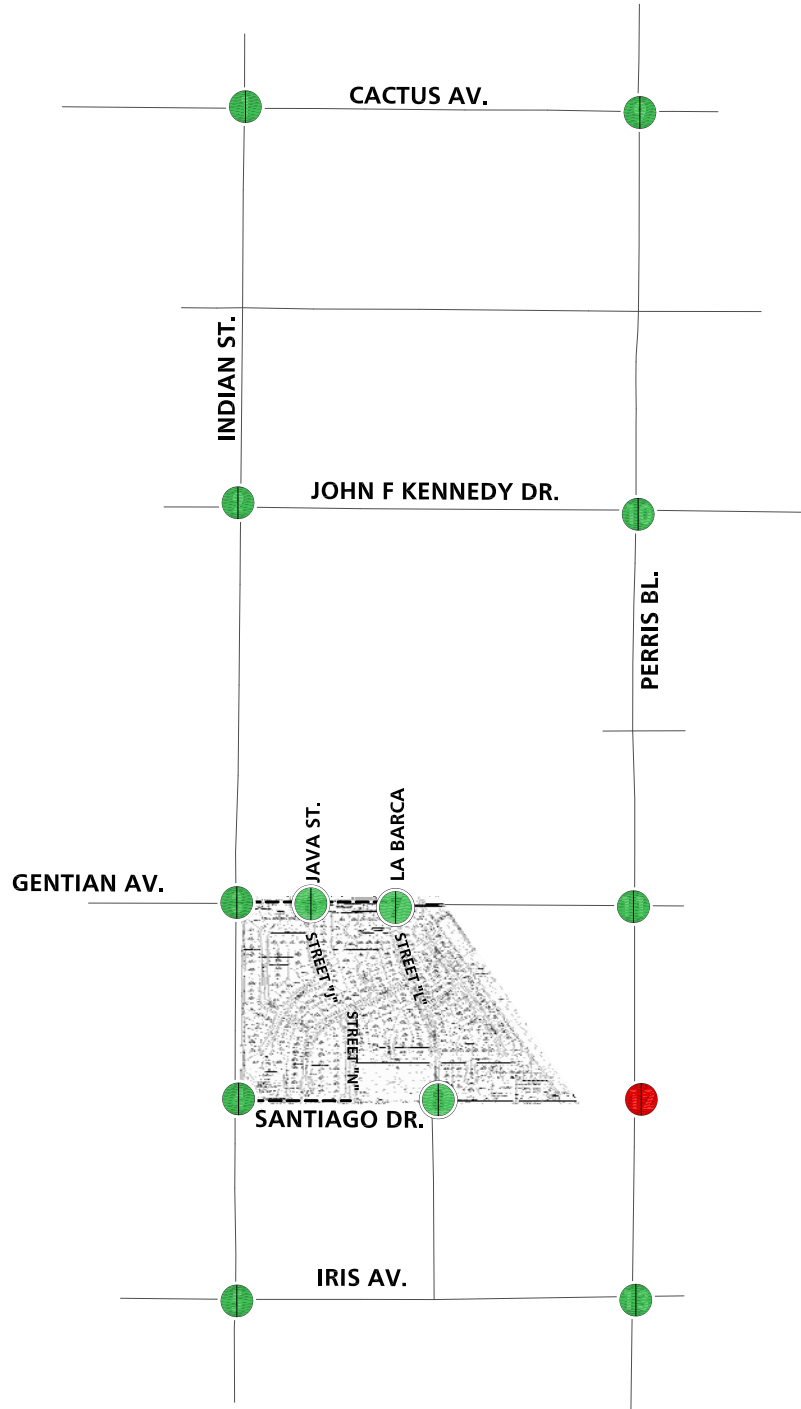 CACTUS AV.
INDIAN ST.
JOHN F KENNEDY DR.
PERRIS BL.
JAVA ST.
LA BARCA
GENTIAN AV.
STREET "J"
STREET "L"
STREET "N"
SANTIAGO DR.
IRIS AV.